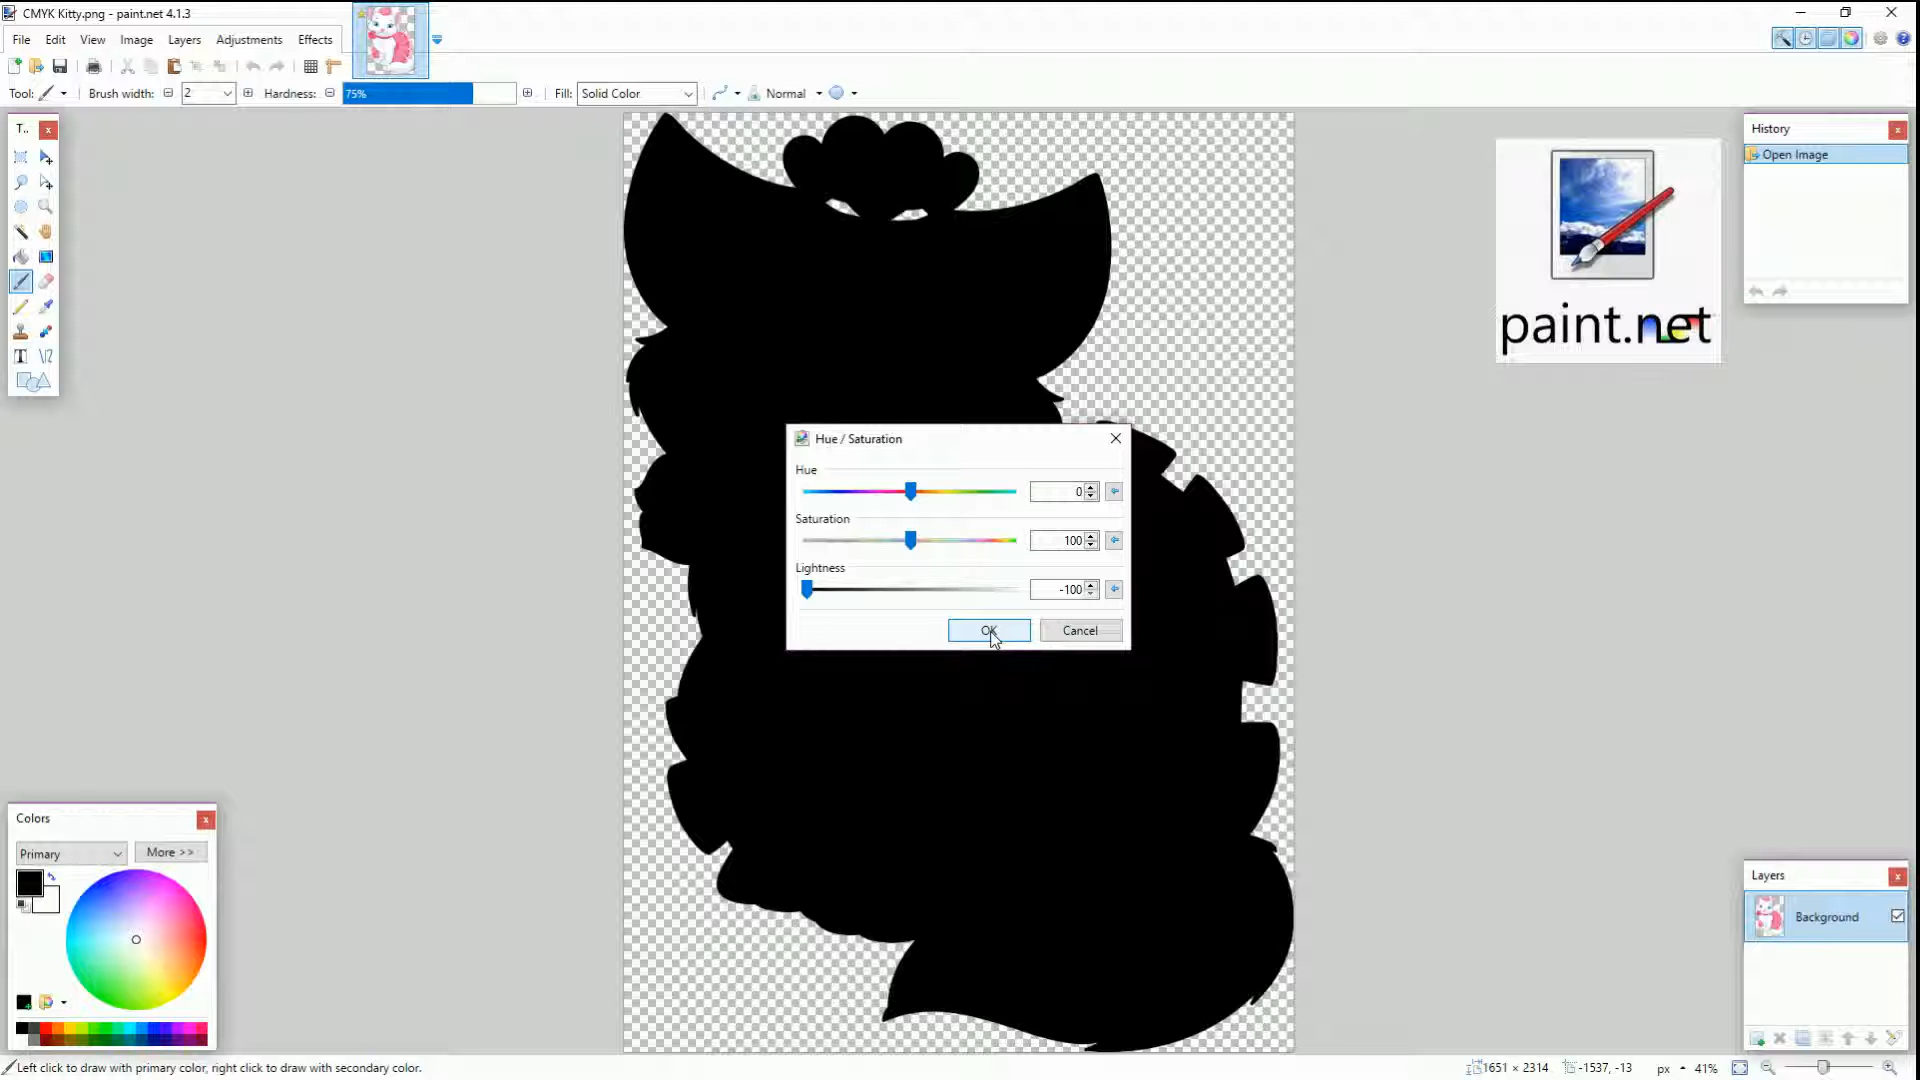 CMYK Kitty.png - paint.net 4.1.3
File Edit View Image Layers Adjustments Effects
Tool: Brush width: 2 Hardness: 75% Fill: Solid Color Normal
T..
History
Open Image
paint.net
Hue / Saturation
Hue
0
Saturation
100
Lightness
-100
OK Cancel
Colors
Primary More >>
Layers
Background
Left click to draw with primary color, right click to draw with secondary color.
1651 × 2314 -1537, -13 px 41%